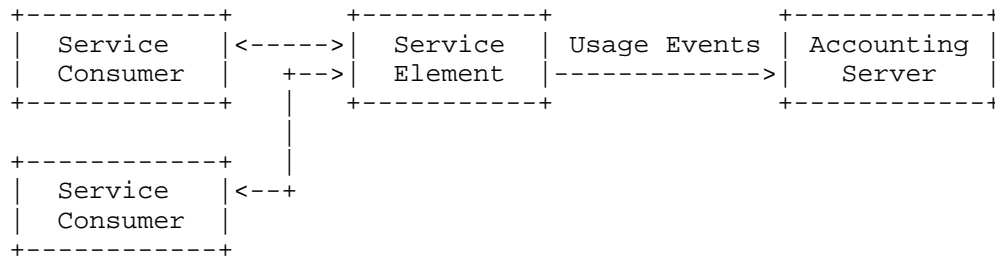 +------------+       +-----------+                +------------+
|  Service   |<----->|  Service  |  Usage Events  | Accounting |
|  Consumer  |   +-->|  Element  |------------->|   Server   |
+------------+   |   +-----------+                +------------+
                 |
+------------+   |
|  Service   |<--+
|  Consumer  |
+------------+